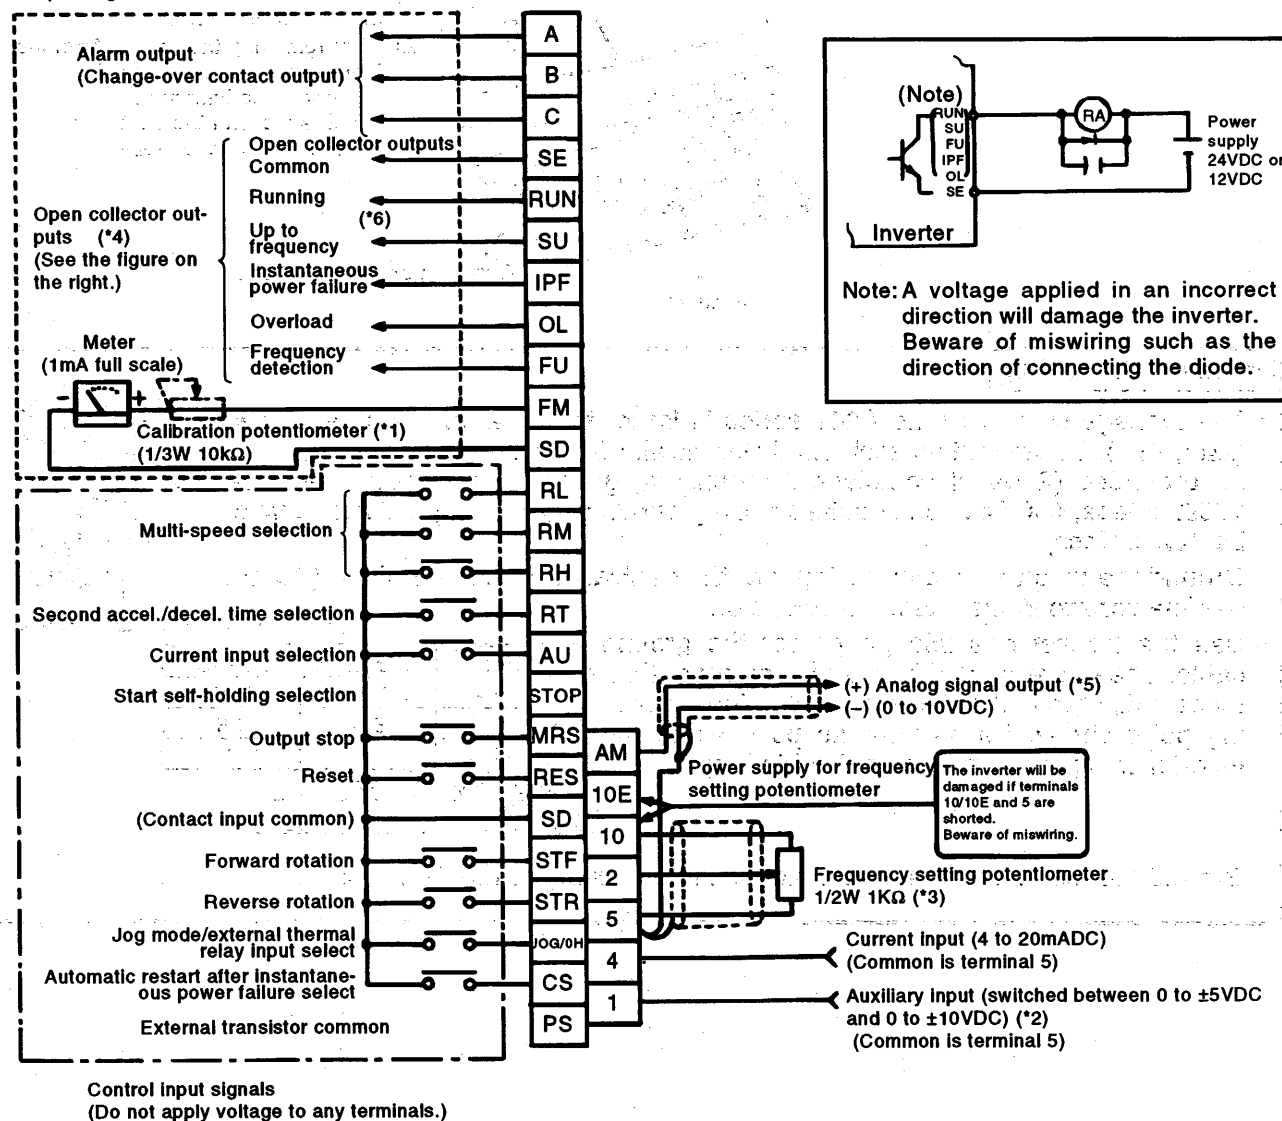 Alarm output
(Change-over contact output)
Open collector outputs
Common
Running
(*6)
Up to
frequency
Instantaneous
power failure
Overload
Frequency
detection
Open collector out-
puts (*4)
(See the figure on
the right.)
Meter
(1mA full scale)
- +
Calibration potentiometer (*1)
(1/3W 10kΩ)
Multi-speed selection
Second accel./decel. time selection
Current input selection
Start self-holding selection
Output stop
Reset
(Contact input common)
Forward rotation
Reverse rotation
Jog mode/external thermal
relay input select
Automatic restart after instantane-
ous power failure select
External transistor common
Control input signals
(Do not apply voltage to any terminals.)
A
B
C
SE
RUN
SU
IPF
OL
FU
FM
SD
RL
RM
RH
RT
AU
STOP
MRS
RES
SD
STF
STR
JOG/0H
CS
PS
AM
10E
10
2
5
4
1
(Note)
RUN
SU
FU
IPF
OL
SE
RA
Power
supply
24VDC or
12VDC
Inverter
Note: A voltage applied in an incorrect
direction will damage the inverter.
Beware of miswiring such as the
direction of connecting the diode.
(+) Analog signal output (*5)
(−) (0 to 10VDC)
Power supply for frequency
setting potentiometer
The inverter will be
damaged if terminals
10/10E and 5 are
shorted.
Beware of miswiring.
Frequency setting potentiometer
1/2W 1KΩ (*3)
Current input (4 to 20mADC)
(Common is terminal 5)
Auxiliary input (switched between 0 to ±5VDC
and 0 to ±10VDC) (*2)
(Common is terminal 5)